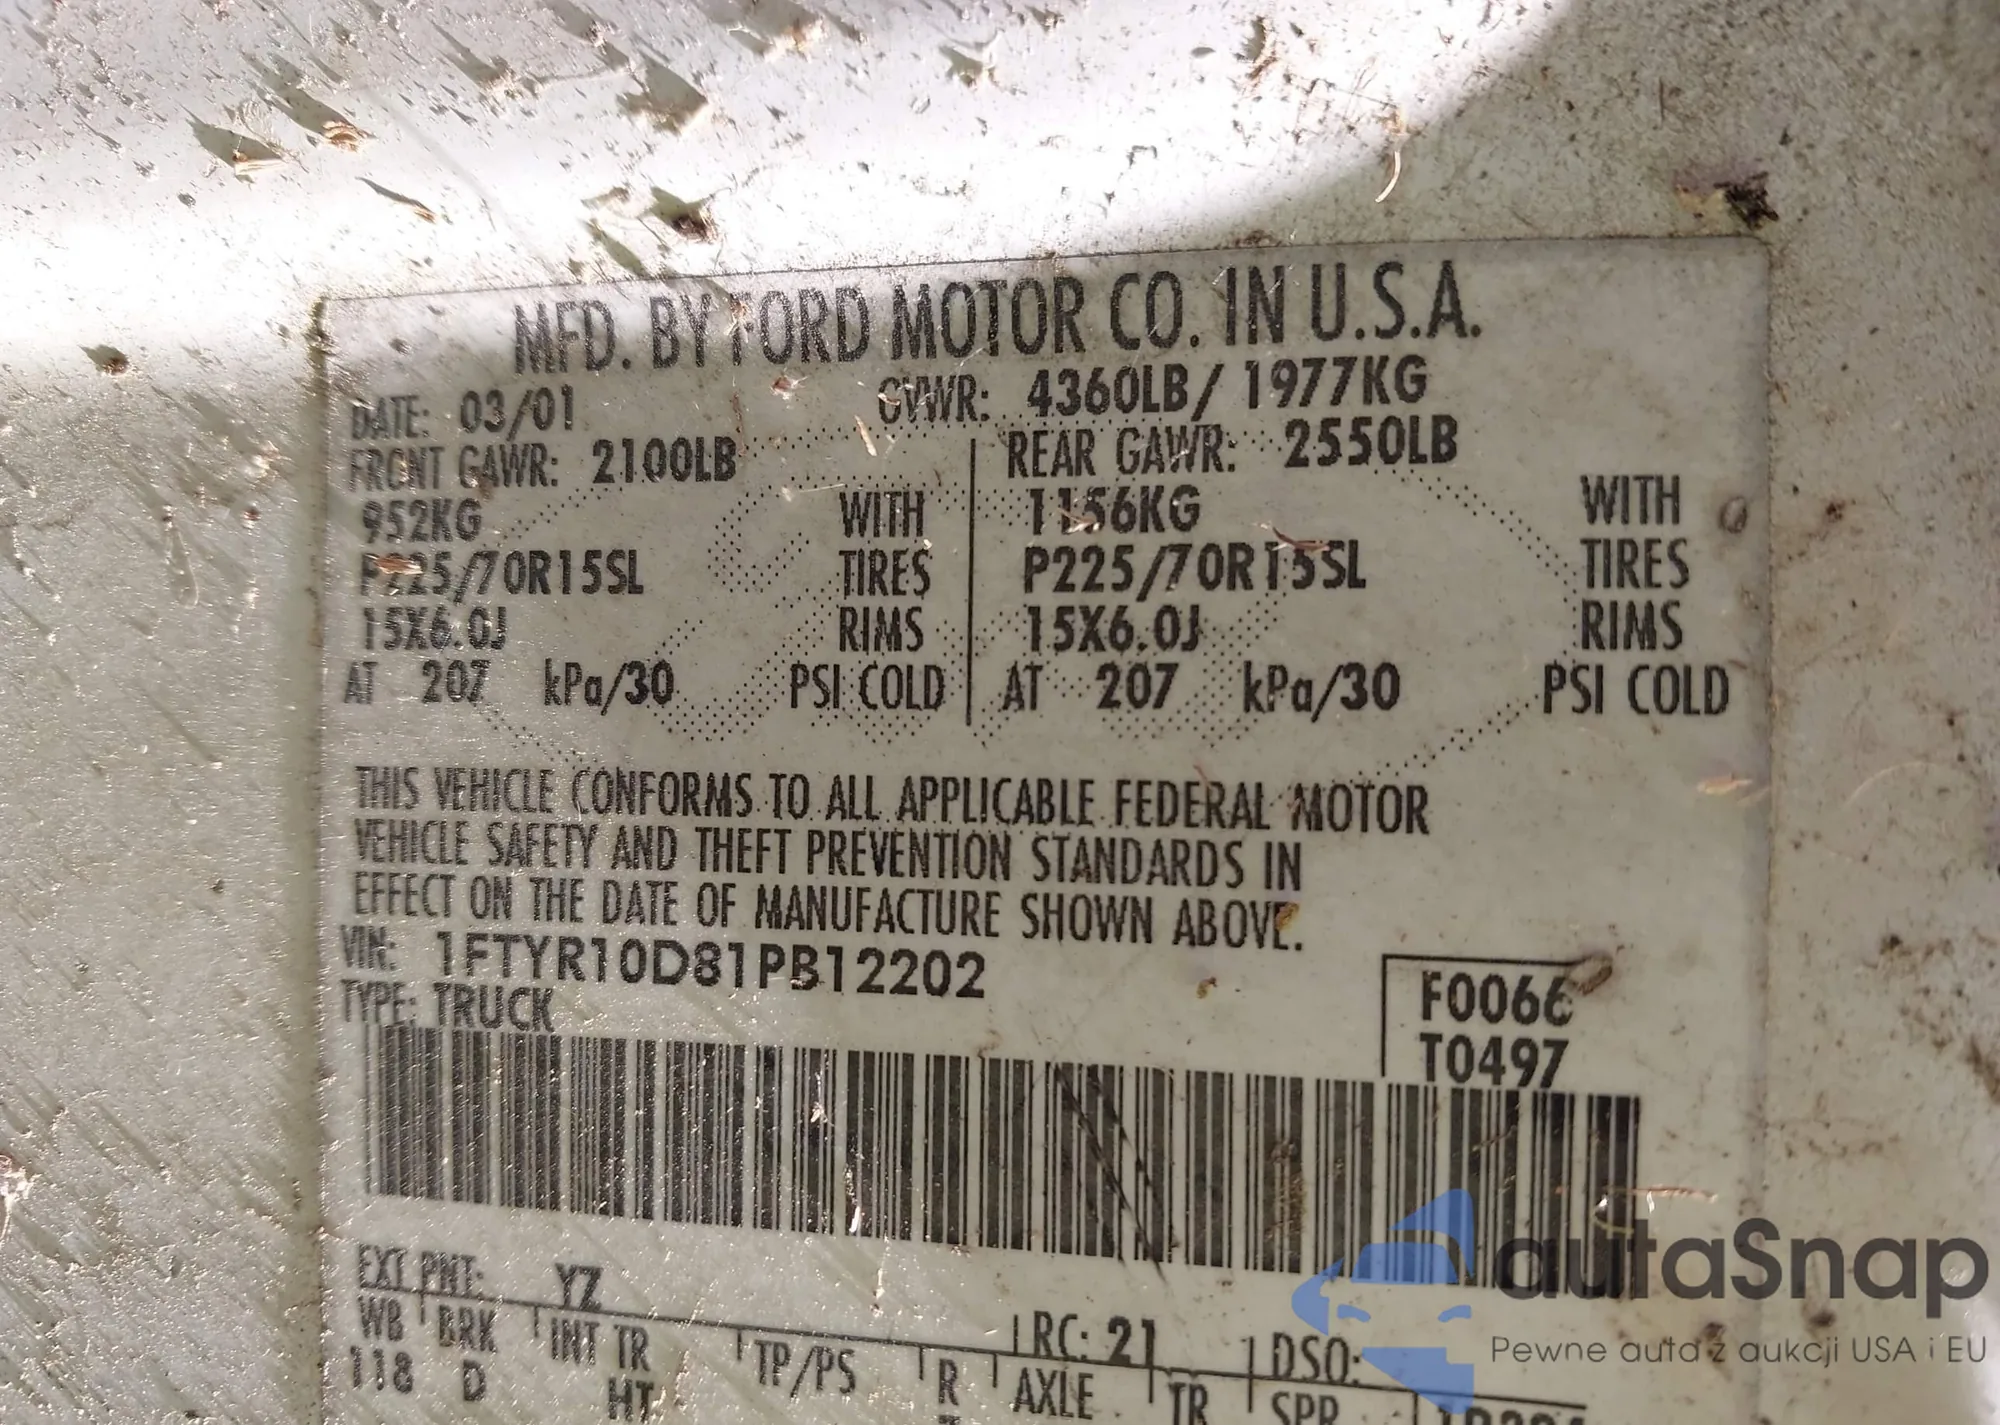 MFD. BY FORD MOTOR CO. IN U.S.A.
DATE: 03/01 GVWR: 4360LB/ 1977KG
FRONT GAWR: 2100LB REAR GAWR: 2550LB
952KG WITH 1156KG WITH
P225/70R15SL TIRES P225/70R15SL TIRES
15X6.0J RIMS 15X6.0J RIMS
AT 207 kPa/30 PSI COLD AT 207 kPa/30 PSI COLD
THIS VEHICLE CONFORMS TO ALL APPLICABLE FEDERAL MOTOR
VEHICLE SAFETY AND THEFT PREVENTION STANDARDS IN
EFFECT ON THE DATE OF MANUFACTURE SHOWN ABOVE.
VIN: 1FTYR10D81PB12202 F0066
TYPE: TRUCK T0497
EXT PNT: YZ RC: 21 DSO:
WB BRK INT TR TP/PS R AXLE TR SPR
118 D HT
autaSnap
Pewne auta z aukcji USA i EU